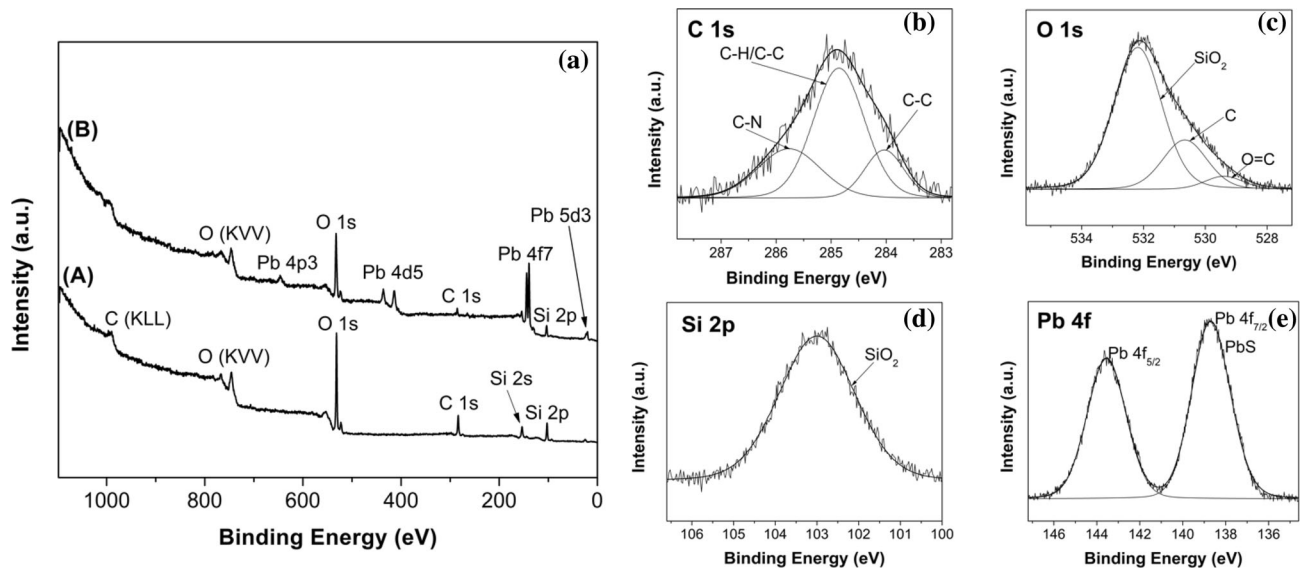 (a)
(B)
O (KVV)
Pb 4p3
O 1s
Pb 4d5
C 1s
Pb 4f7
Pb 5d3
Si 2p
(A)
C (KLL)
O (KVV)
O 1s
C 1s
Si 2s
Si 2p
Intensity (a.u.)
1000 800 600 400 200 0
Binding Energy (eV)
C 1s
(b)
C-H/C-C
C-N
C-C
Intensity (a.u.)
287 286 285 284 283
Binding Energy (eV)
O 1s
(c)
SiO2
C
O=C
Intensity (a.u.)
534 532 530 528
Binding Energy (eV)
Si 2p
(d)
SiO2
Intensity (a.u.)
106 105 104 103 102 101 100
Binding Energy (eV)
Pb 4f
(e)
Pb 4f5/2
Pb 4f7/2
PbS
Intensity (a.u.)
146 144 142 140 138 136
Binding Energy (eV)